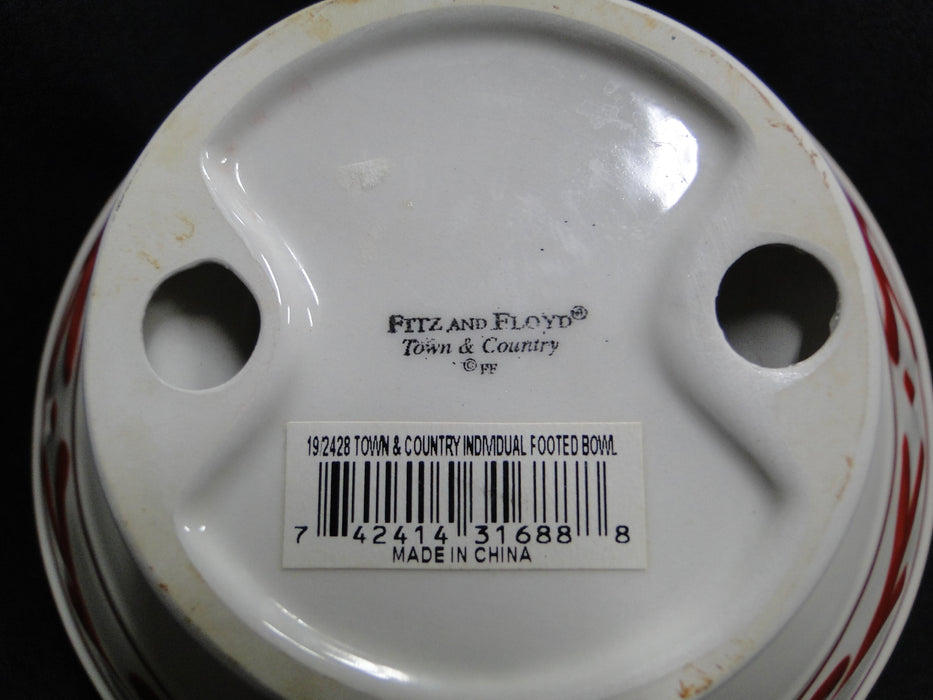 FITZ AND FLOYD®
Town & Country
© FF
19/2428 TOWN & COUNTRY INDIVIDUAL FOOTED BOWL
7 42414 31688 8
MADE IN CHINA